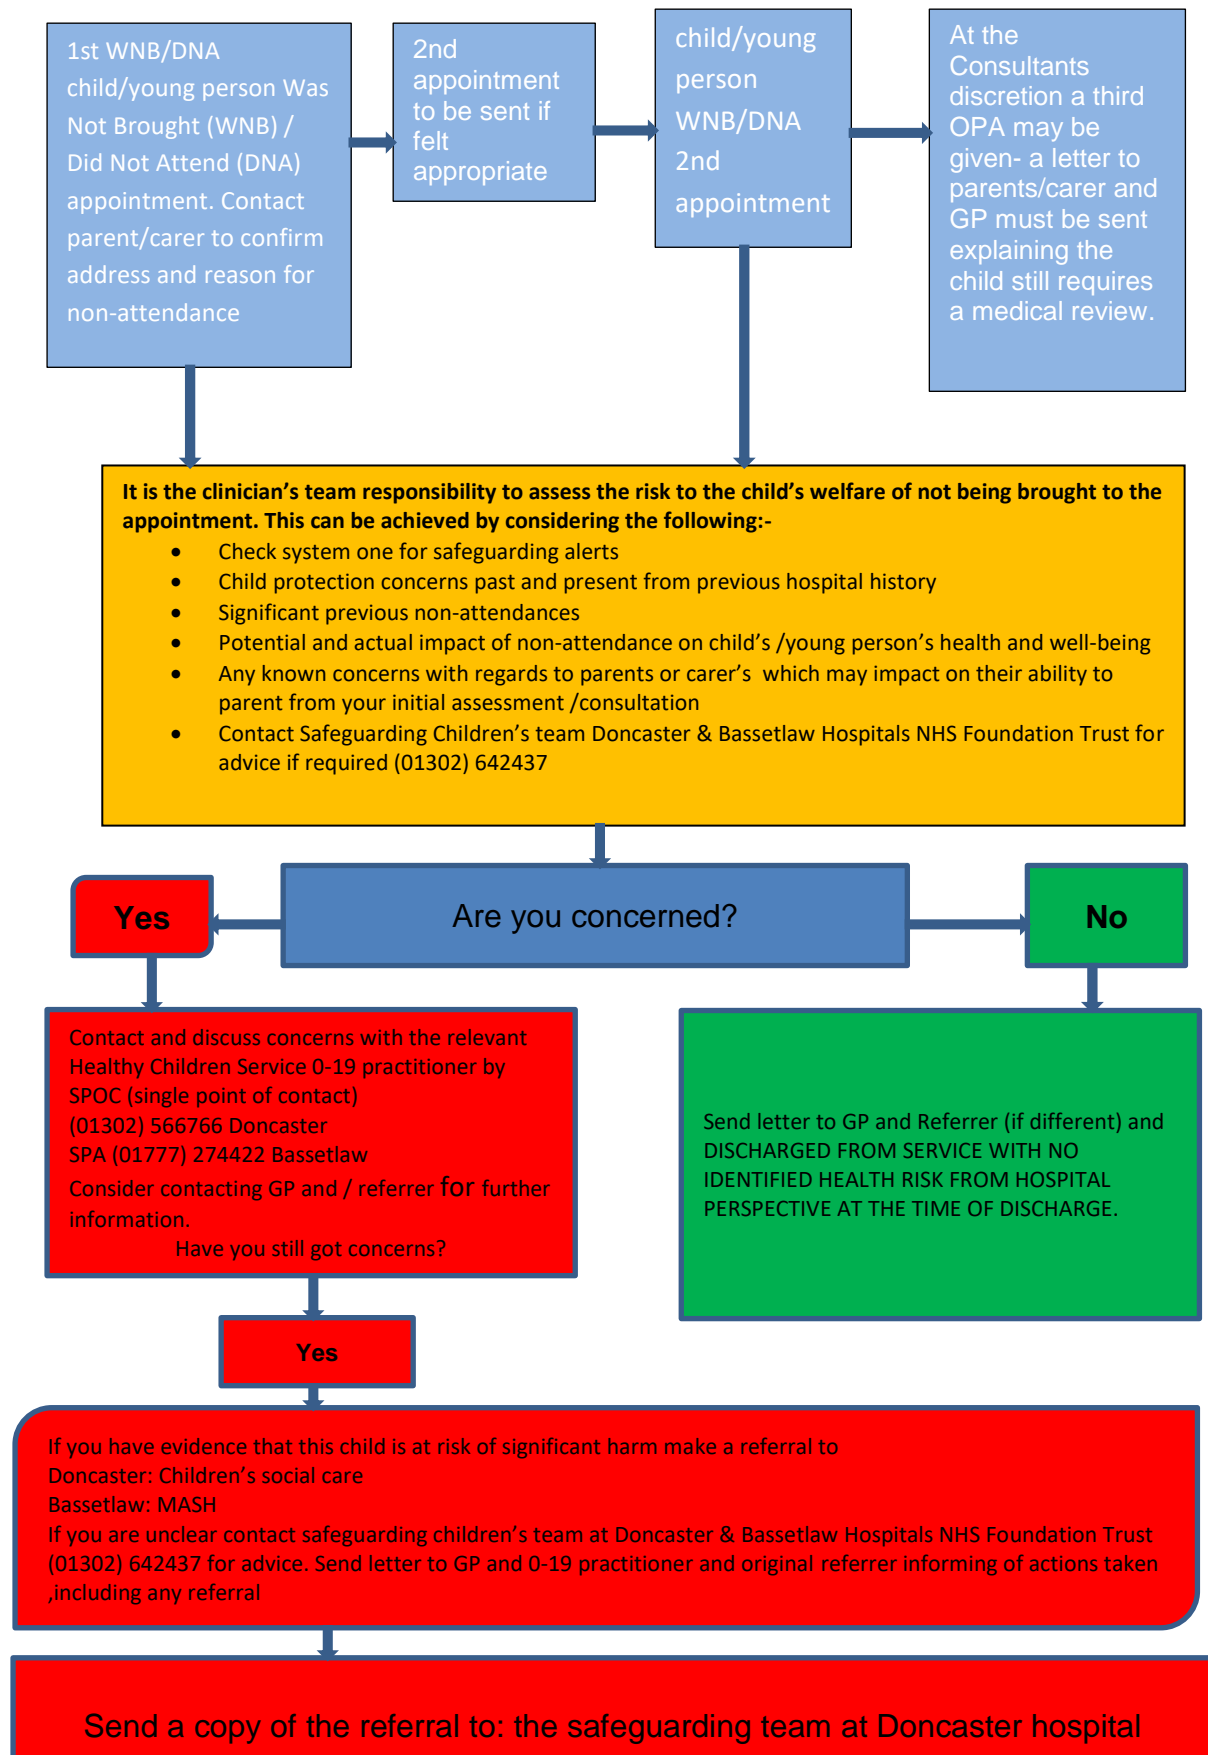 1st WNB/DNA
child/young person Was
Not Brought (WNB) /
Did Not Attend (DNA)
appointment. Contact
parent/carer to confirm
address and reason for
non-attendance
2nd
appointment
to be sent if
felt
appropriate
child/young
person
WNB/DNA
2nd
appointment
At the
Consultants
discretion a third
OPA may be
given- a letter to
parents/carer and
GP must be sent
explaining the
child still requires
a medical review.
It is the clinician’s team responsibility to assess the risk to the child’s welfare of not being brought to the
appointment. This can be achieved by considering the following:-
• Check system one for safeguarding alerts
• Child protection concerns past and present from previous hospital history
• Significant previous non-attendances
• Potential and actual impact of non-attendance on child’s /young person’s health and well-being
• Any known concerns with regards to parents or carer’s  which may impact on their ability to
parent from your initial assessment /consultation
• Contact Safeguarding Children’s team Doncaster & Bassetlaw Hospitals NHS Foundation Trust for
advice if required (01302) 642437
Are you concerned?
Yes
No
Contact and discuss concerns with the relevant
Healthy Children Service 0-19 practitioner by
SPOC (single point of contact)
(01302) 566766 Doncaster
SPA (01777) 274422 Bassetlaw
Consider contacting GP and / referrer for further
information.
Have you still got concerns?
Send letter to GP and Referrer (if different) and
DISCHARGED FROM SERVICE WITH NO
IDENTIFIED HEALTH RISK FROM HOSPITAL
PERSPECTIVE AT THE TIME OF DISCHARGE.
Yes
If you have evidence that this child is at risk of significant harm make a referral to
Doncaster: Children’s social care
Bassetlaw: MASH
If you are unclear contact safeguarding children’s team at Doncaster & Bassetlaw Hospitals NHS Foundation Trust
(01302) 642437 for advice. Send letter to GP and 0-19 practitioner and original referrer informing of actions taken
,including any referral
Send a copy of the referral to: the safeguarding team at Doncaster hospital